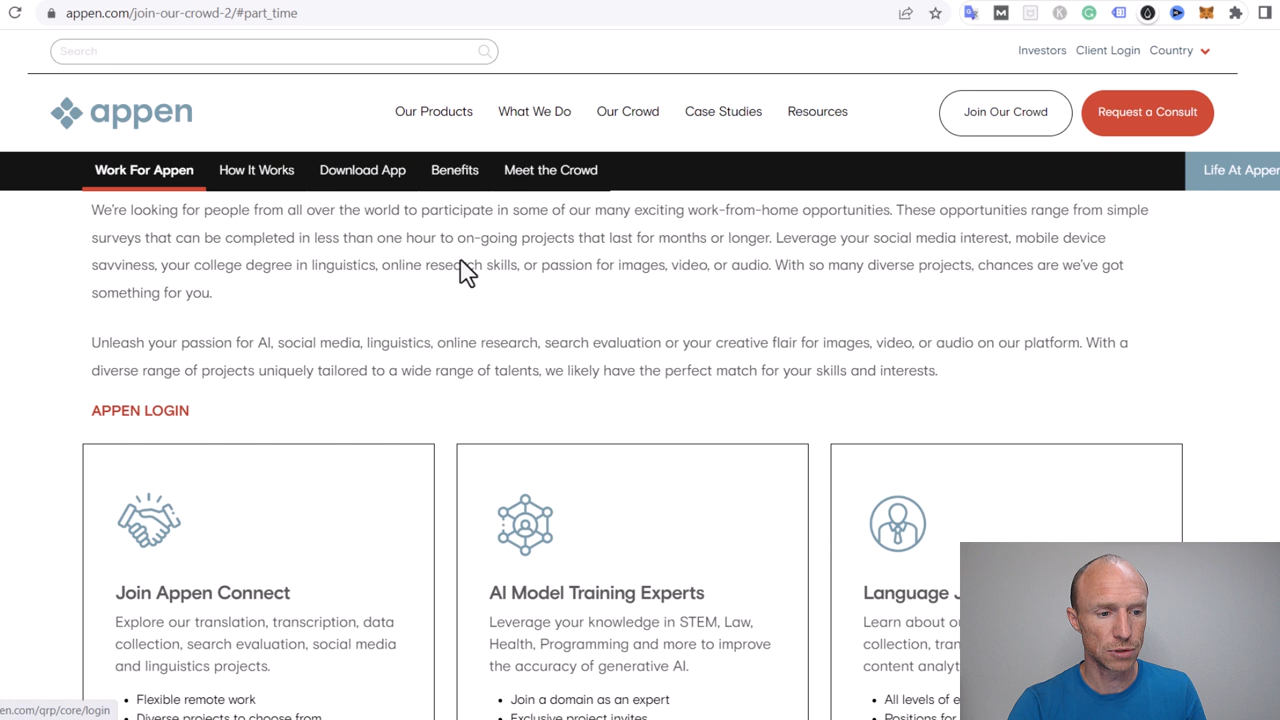 appen.com/join-our-crowd-2/#part_time
Search
Investors Client Login Country
appen
Our Products What We Do Our Crowd Case Studies Resources
Join Our Crowd
Request a Consult
Work For Appen How It Works Download App Benefits Meet the Crowd Life At Appen
We're looking for people from all over the world to participate in some of our many exciting work-from-home opportunities. These opportunities range from simple
surveys that can be completed in less than one hour to on-going projects that last for months or longer. Leverage your social media interest, mobile device
savviness, your college degree in linguistics, online research skills, or passion for images, video, or audio. With so many diverse projects, chances are we've got
something for you.
Unleash your passion for AI, social media, linguistics, online research, search evaluation or your creative flair for images, video, or audio on our platform. With a
diverse range of projects uniquely tailored to a wide range of talents, we likely have the perfect match for your skills and interests.
APPEN LOGIN
Join Appen Connect
Explore our translation, transcription, data
collection, search evaluation, social media
and linguistics projects.
• Flexible remote work
• Diverse projects to choose from
AI Model Training Experts
Leverage your knowledge in STEM, Law,
Health, Programming and more to improve
the accuracy of generative AI.
• Join a domain as an expert
• Exclusive project invites
Language J
Learn about o
collection, tran
content analyt
• All levels of e
• Positions for
en.com/qrp/core/login